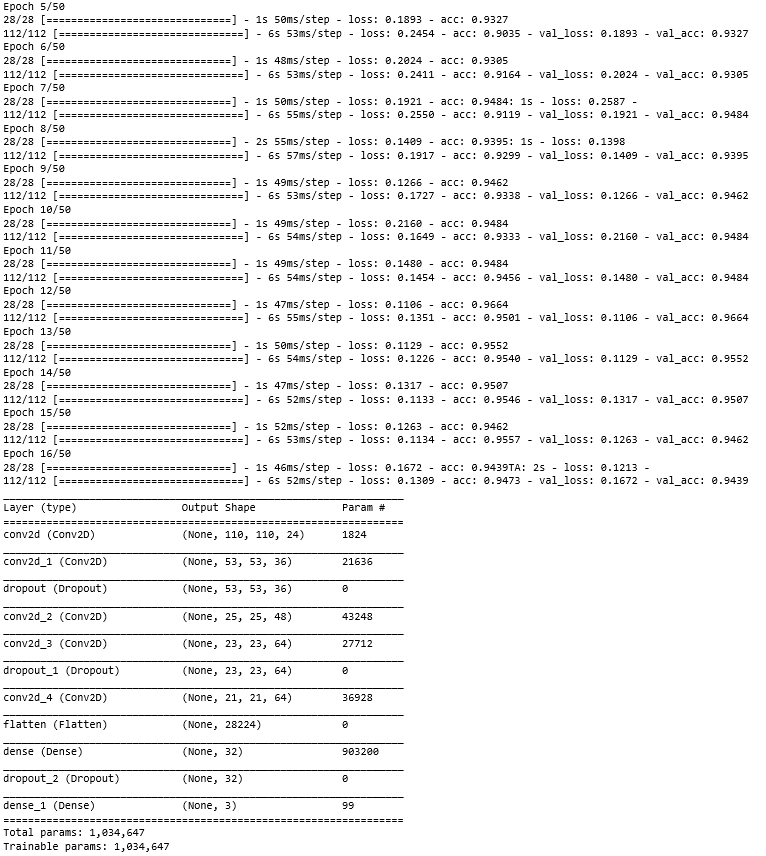 Epoch 5/50
28/28 [==============================] - 1s 50ms/step - loss: 0.1893 - acc: 0.9327
112/112 [==============================] - 6s 53ms/step - loss: 0.2454 - acc: 0.9035 - val_loss: 0.1893 - val_acc: 0.9327
Epoch 6/50
28/28 [==============================] - 1s 48ms/step - loss: 0.2024 - acc: 0.9305
112/112 [==============================] - 6s 53ms/step - loss: 0.2411 - acc: 0.9164 - val_loss: 0.2024 - val_acc: 0.9305
Epoch 7/50
28/28 [==============================] - 1s 50ms/step - loss: 0.1921 - acc: 0.9484: 1s - loss: 0.2587 -
112/112 [==============================] - 6s 55ms/step - loss: 0.2550 - acc: 0.9119 - val_loss: 0.1921 - val_acc: 0.9484
Epoch 8/50
28/28 [==============================] - 2s 55ms/step - loss: 0.1409 - acc: 0.9395: 1s - loss: 0.1398
112/112 [==============================] - 6s 57ms/step - loss: 0.1917 - acc: 0.9299 - val_loss: 0.1409 - val_acc: 0.9395
Epoch 9/50
28/28 [==============================] - 1s 49ms/step - loss: 0.1266 - acc: 0.9462
112/112 [==============================] - 6s 53ms/step - loss: 0.1727 - acc: 0.9338 - val_loss: 0.1266 - val_acc: 0.9462
Epoch 10/50
28/28 [==============================] - 1s 49ms/step - loss: 0.2160 - acc: 0.9484
112/112 [==============================] - 6s 54ms/step - loss: 0.1649 - acc: 0.9333 - val_loss: 0.2160 - val_acc: 0.9484
Epoch 11/50
28/28 [==============================] - 1s 49ms/step - loss: 0.1480 - acc: 0.9484
112/112 [==============================] - 6s 54ms/step - loss: 0.1454 - acc: 0.9456 - val_loss: 0.1480 - val_acc: 0.9484
Epoch 12/50
28/28 [==============================] - 1s 47ms/step - loss: 0.1106 - acc: 0.9664
112/112 [==============================] - 6s 55ms/step - loss: 0.1351 - acc: 0.9501 - val_loss: 0.1106 - val_acc: 0.9664
Epoch 13/50
28/28 [==============================] - 1s 50ms/step - loss: 0.1129 - acc: 0.9552
112/112 [==============================] - 6s 54ms/step - loss: 0.1226 - acc: 0.9540 - val_loss: 0.1129 - val_acc: 0.9552
Epoch 14/50
28/28 [==============================] - 1s 47ms/step - loss: 0.1317 - acc: 0.9507
112/112 [==============================] - 6s 52ms/step - loss: 0.1133 - acc: 0.9546 - val_loss: 0.1317 - val_acc: 0.9507
Epoch 15/50
28/28 [==============================] - 1s 52ms/step - loss: 0.1263 - acc: 0.9462
112/112 [==============================] - 6s 53ms/step - loss: 0.1134 - acc: 0.9557 - val_loss: 0.1263 - val_acc: 0.9462
Epoch 16/50
28/28 [==============================] - 1s 46ms/step - loss: 0.1672 - acc: 0.9439TA: 2s - loss: 0.1213 -
112/112 [==============================] - 6s 52ms/step - loss: 0.1309 - acc: 0.9473 - val_loss: 0.1672 - val_acc: 0.9439
_________________________________________________________________
Layer (type) Output Shape Param #
=================================================================
conv2d (Conv2D) (None, 110, 110, 24) 1824
_________________________________________________________________
conv2d_1 (Conv2D) (None, 53, 53, 36) 21636
_________________________________________________________________
dropout (Dropout) (None, 53, 53, 36) 0
_________________________________________________________________
conv2d_2 (Conv2D) (None, 25, 25, 48) 43248
_________________________________________________________________
conv2d_3 (Conv2D) (None, 23, 23, 64) 27712
_________________________________________________________________
dropout_1 (Dropout) (None, 23, 23, 64) 0
_________________________________________________________________
conv2d_4 (Conv2D) (None, 21, 21, 64) 36928
_________________________________________________________________
flatten (Flatten) (None, 28224) 0
_________________________________________________________________
dense (Dense) (None, 32) 903200
_________________________________________________________________
dropout_2 (Dropout) (None, 32) 0
_________________________________________________________________
dense_1 (Dense) (None, 3) 99
=================================================================
Total params: 1,034,647
Trainable params: 1,034,647